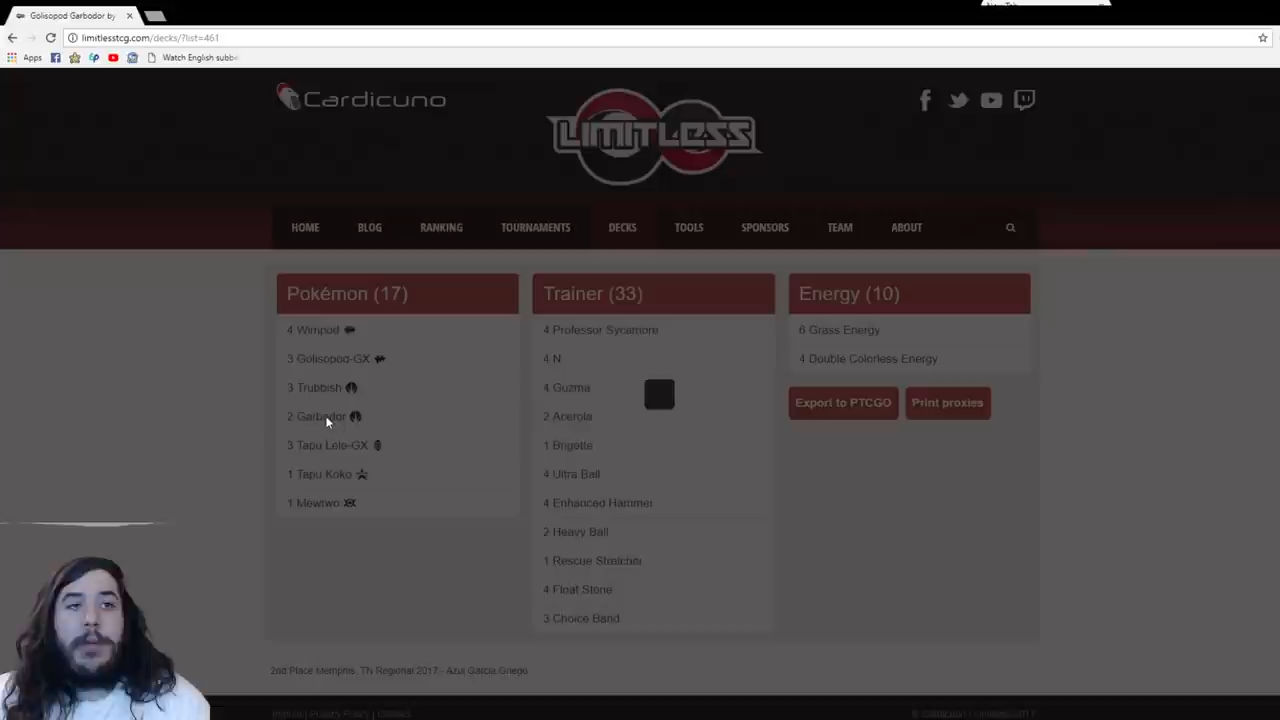 Golisopod Garbodor by
limitlesstcg.com/decks/?list=461
Apps
Watch English subbe
Cardicuno
LIMITLESS
HOME BLOG RANKING TOURNAMENTS DECKS TOOLS SPONSORS TEAM ABOUT
Pokémon (17)
4 Wimpod
3 Golisopod-GX
3 Trubbish
2 Garbodor
3 Tapu Lele-GX
1 Tapu Koko
1 Mewtwo
Trainer (33)
4 Professor Sycamore
4 N
4 Guzma
2 Acerola
1 Brigette
4 Ultra Ball
4 Enhanced Hammer
2 Heavy Ball
1 Rescue Stretcher
4 Float Stone
3 Choice Band
Energy (10)
6 Grass Energy
4 Double Colorless Energy
Export to PTCGO
Print proxies
2nd Place Memphis, TN Regional 2017 - Azul Garcia Griego
Imprint | Privacy Policy | Contact